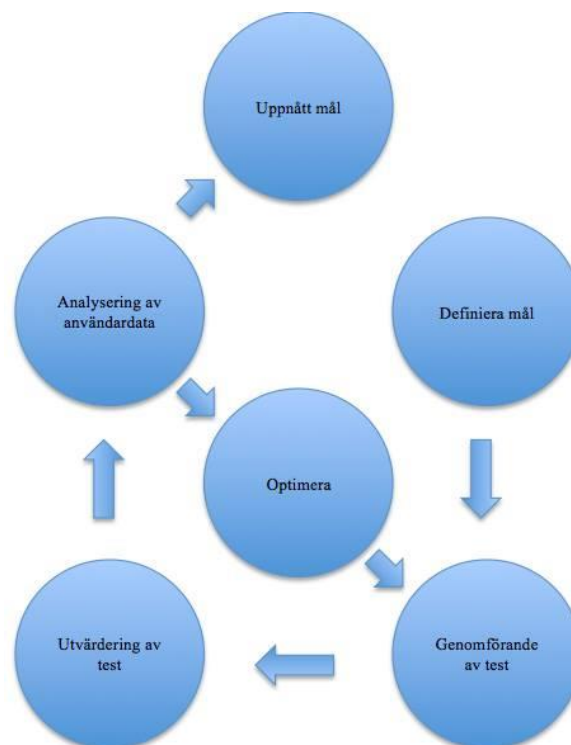 Uppnått mål
Analysering av
användardata
Definiera mål
Optimera
Utvärdering av
test
Genomförande
av test